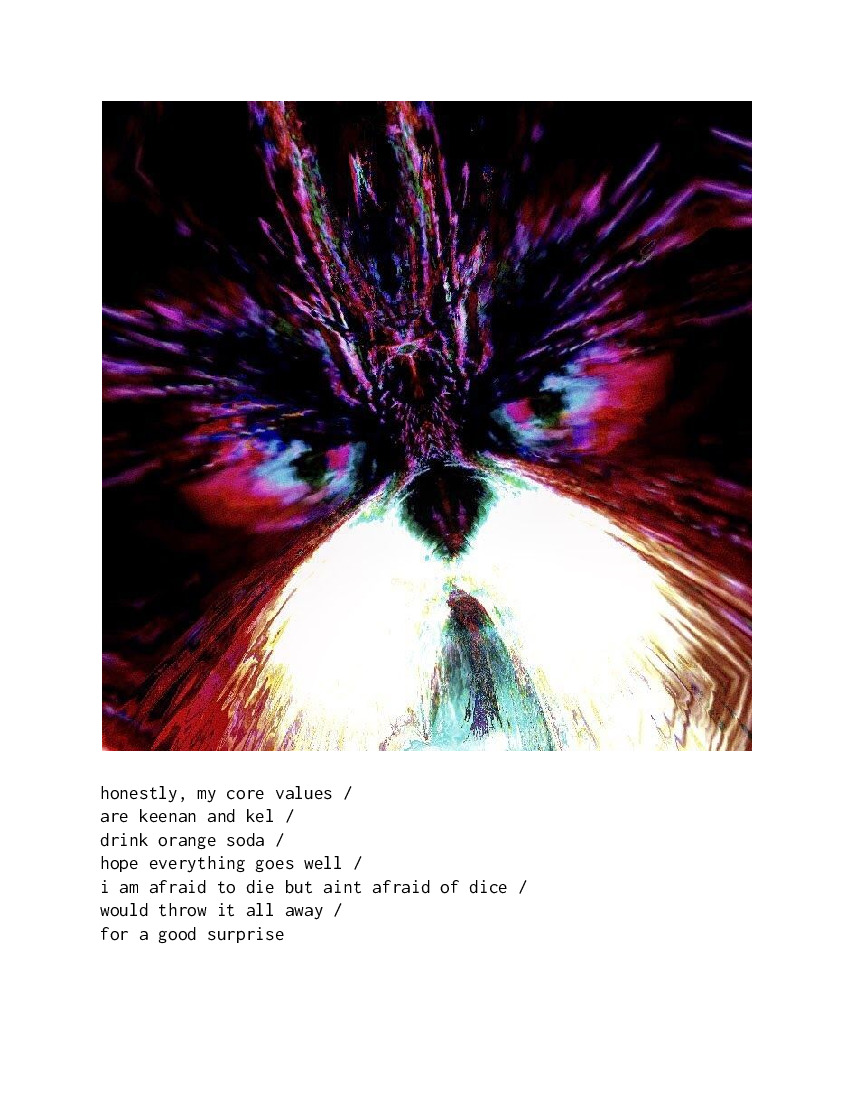 honestly, my core values /
are keenan and kel /
drink orange soda /
hope everything goes well /
i am afraid to die but aint afraid of dice /
would throw it all away /
for a good surprise